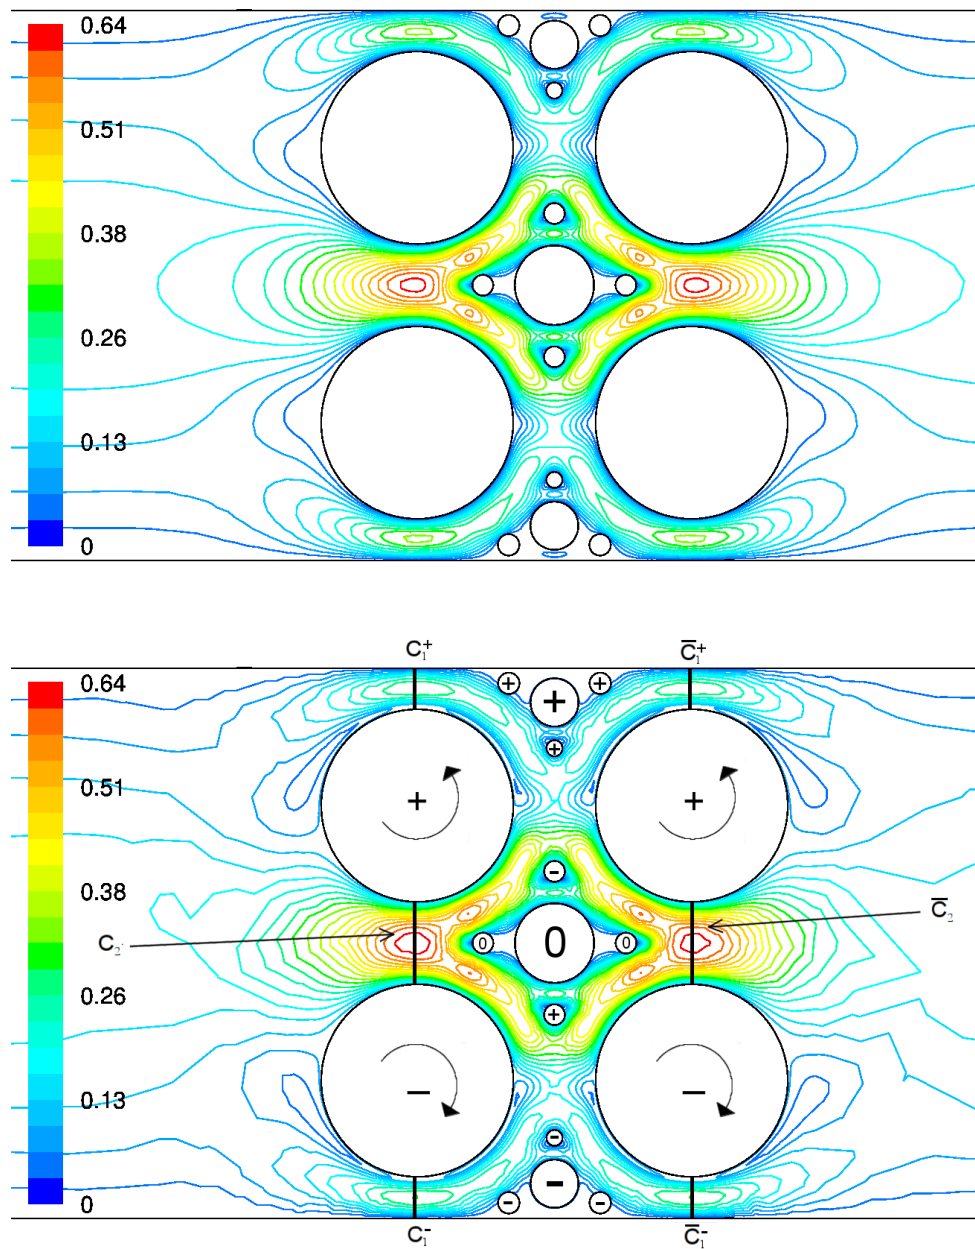 0.64
0.51
0.38
0.26
0.13
0
C₁⁺ C̅₁⁺
0.64
+ + +
+
0.51
+ +
0.38
-
C̅₂
C₂
0 0 0
0.26
+
0.13
− −
-
0
- - -
C₁⁻ C̅₁⁻